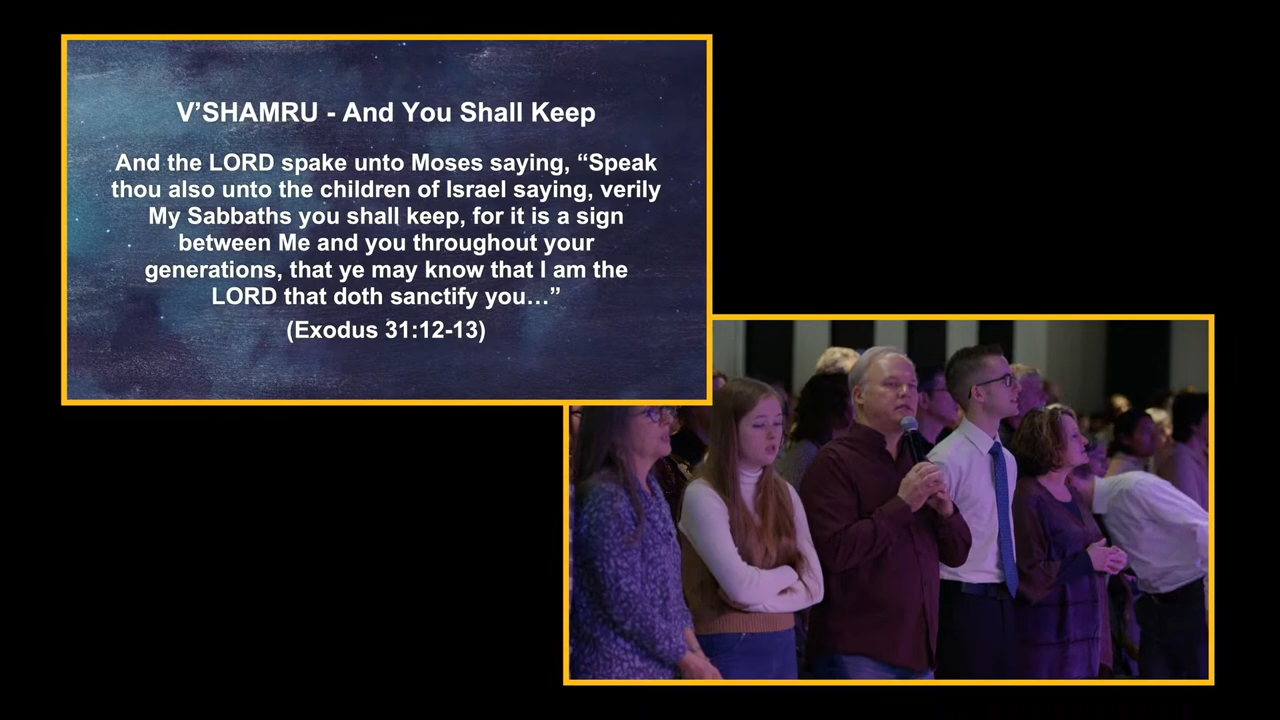 V’SHAMRU - And You Shall Keep
And the LORD spake unto Moses saying, “Speak
thou also unto the children of Israel saying, verily
My Sabbaths you shall keep, for it is a sign
between Me and you throughout your
generations, that ye may know that I am the
LORD that doth sanctify you…”
(Exodus 31:12-13)